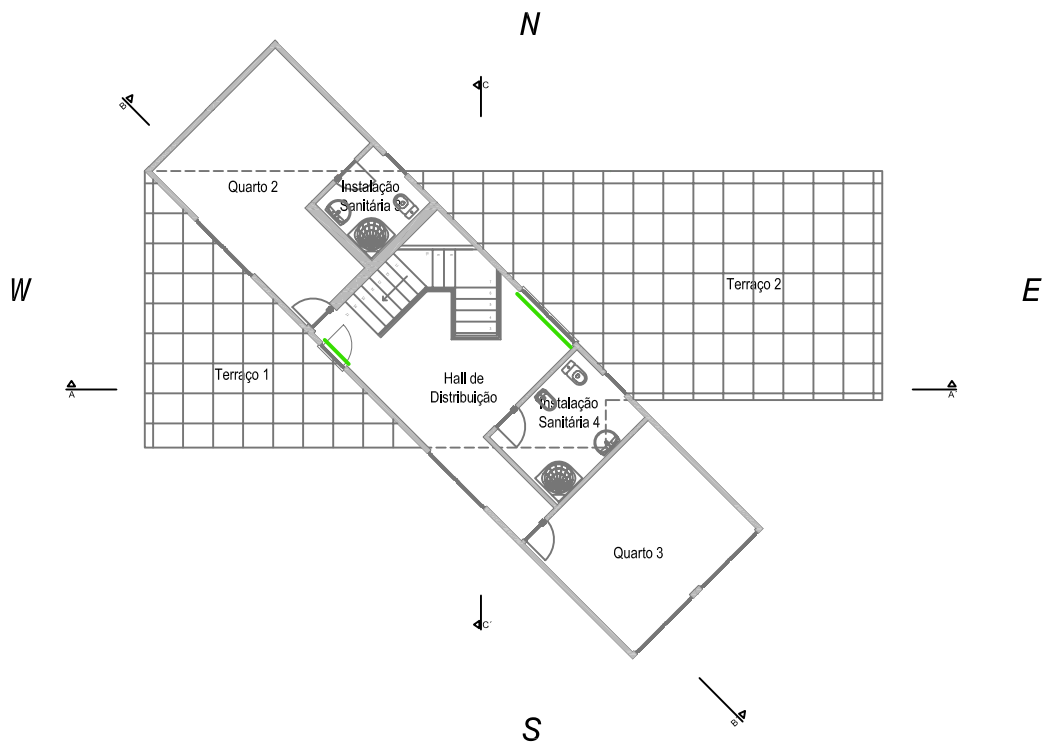 N
C
B
Quarto 2
Instalação
Sanitária 3
W
Terraço 2
E
Terraço 1
Hall de
Distribuição
A
A
Instalação
Sanitária 4
Quarto 3
C'
B
S